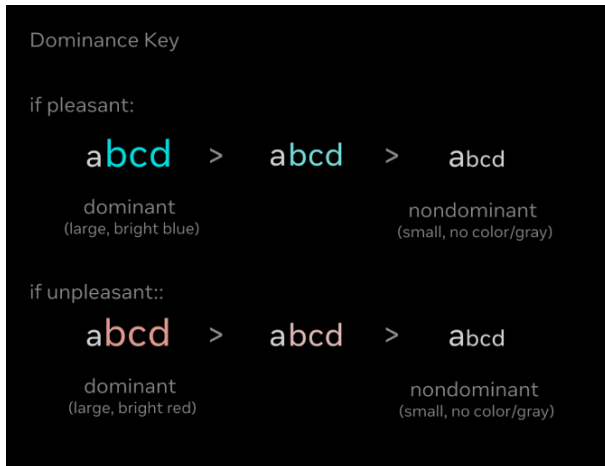 Dominance Key
if pleasant:
abcd > abcd > abcd
dominant nondominant
(large, bright blue) (small, no color/gray)
if unpleasant::
abcd > abcd > abcd
dominant nondominant
(large, bright red) (small, no color/gray)